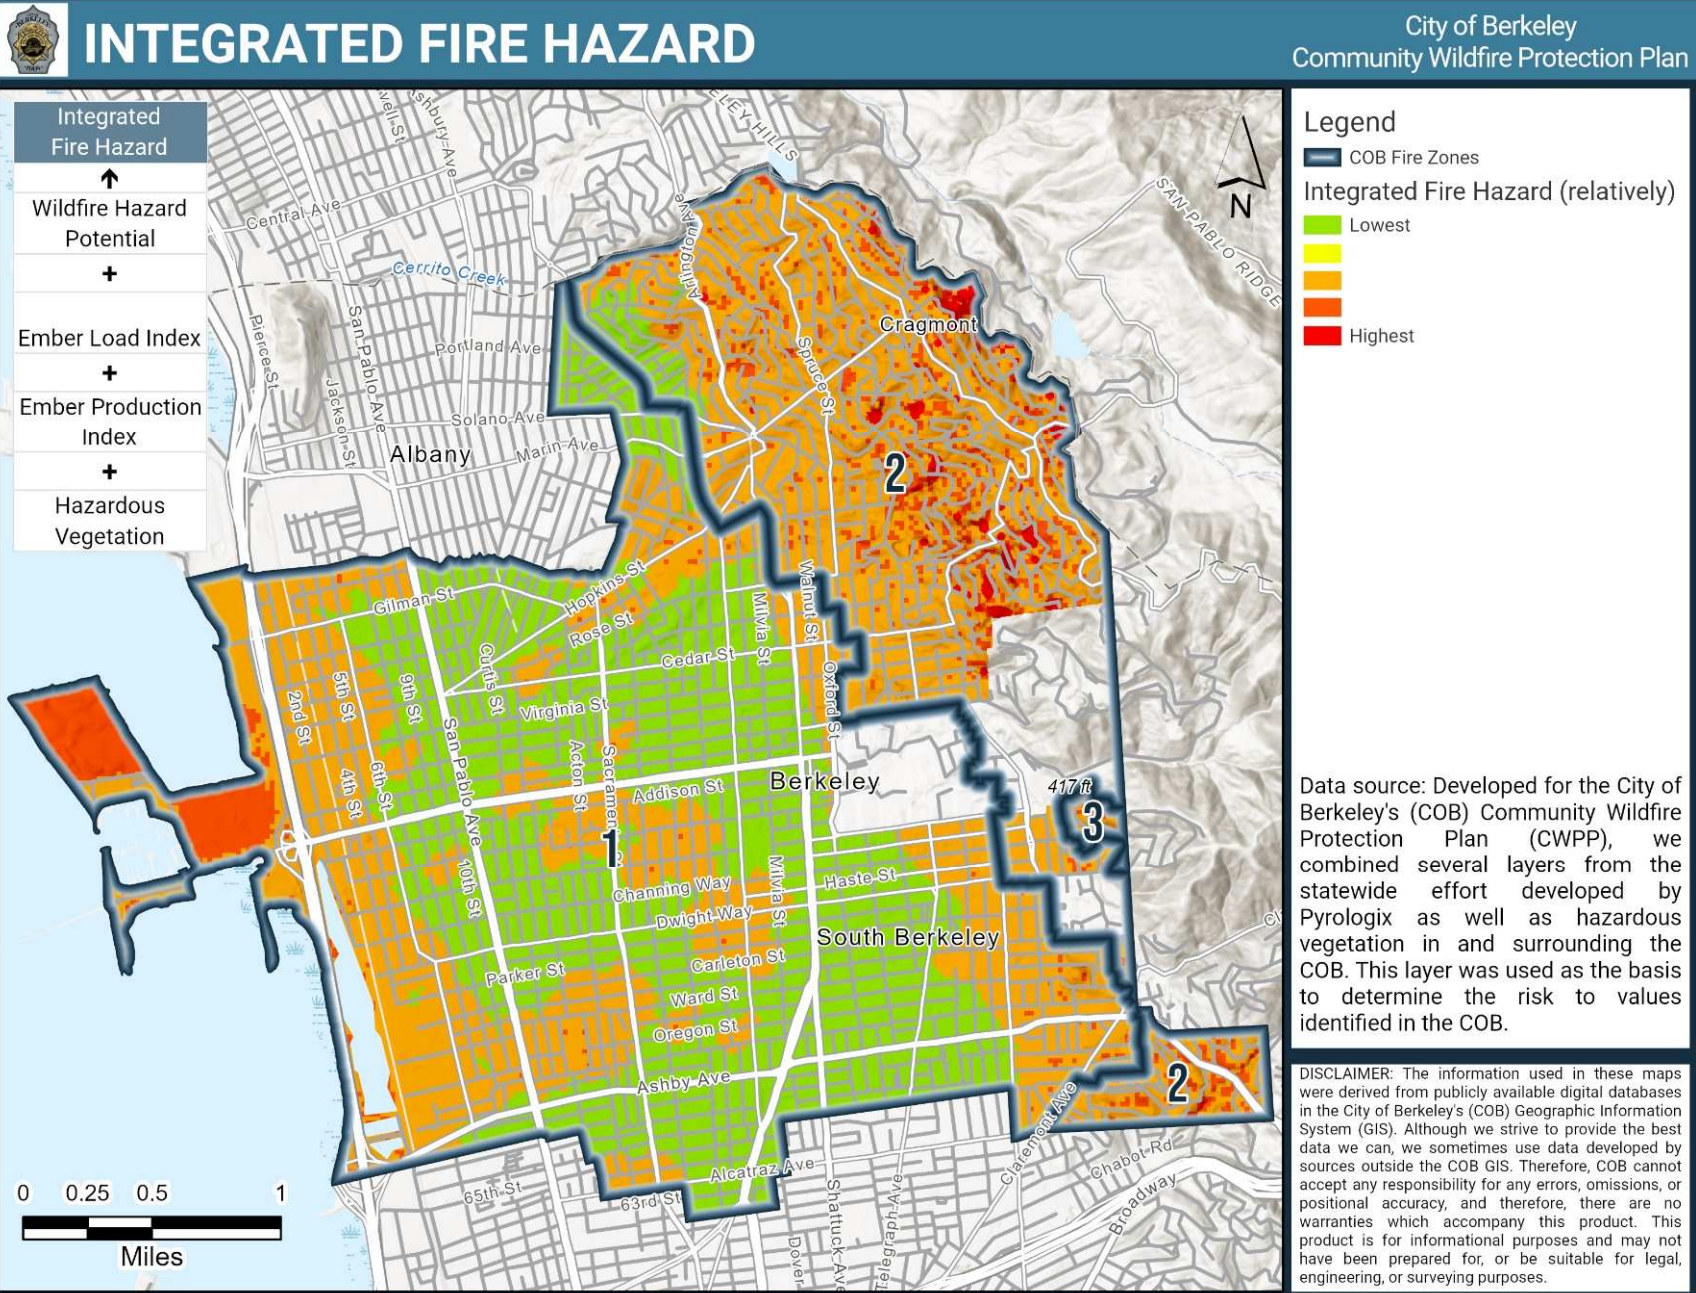 INTEGRATED FIRE HAZARD
City of Berkeley
Community Wildfire Protection Plan
Integrated
Fire Hazard
Wildfire Hazard
Potential
+
Ember Load Index
+
Ember Production
Index
+
Hazardous
Vegetation
Ashbury Ave
Central Ave
Cerrito Creek
Arlington Ave
SAN PABLO RIDGE
N
Pierce St
San Pablo Ave
Portland Ave
Jackson St
Solano Ave
Marin Ave
Albany
Cragmont
Spruce St
2
Gilman St
Hopkins St
Rose St
Walnut St
Milvia St
Cedar St
Curtis St
Oxford St
Virginia St
2nd St
5th St
9th St
San Pablo Ave
Acton St
4th St
6th St
Addison St
Berkeley
417 ft
3
1
10th St
Channing Way
Milvia St
Haste St
Dwight Way
South Berkeley
Carleton St
Parker St
Ward St
Oregon St
Ashby Ave
2
Claremont Ave
Alcatraz Ave
Chabot Rd
65th St
63rd St
Shattuck Ave
Telegraph Ave
Broadway
Dover
0 0.25 0.5 1
Miles
Legend
COB Fire Zones
Integrated Fire Hazard (relatively)
Lowest
Highest
Data source: Developed for the City of
Berkeley's (COB) Community Wildfire
Protection Plan (CWPP), we
combined several layers from the
statewide effort developed by
Pyrologix as well as hazardous
vegetation in and surrounding the
COB. This layer was used as the basis
to determine the risk to values
identified in the COB.
DISCLAIMER: The information used in these maps
were derived from publicly available digital databases
in the City of Berkeley's (COB) Geographic Information
System (GIS). Although we strive to provide the best
data we can, we sometimes use data developed by
sources outside the COB GIS. Therefore, COB cannot
accept any responsibility for any errors, omissions, or
positional accuracy, and therefore, there are no
warranties which accompany this product. This
product is for informational purposes and may not
have been prepared for, or be suitable for legal,
engineering, or surveying purposes.